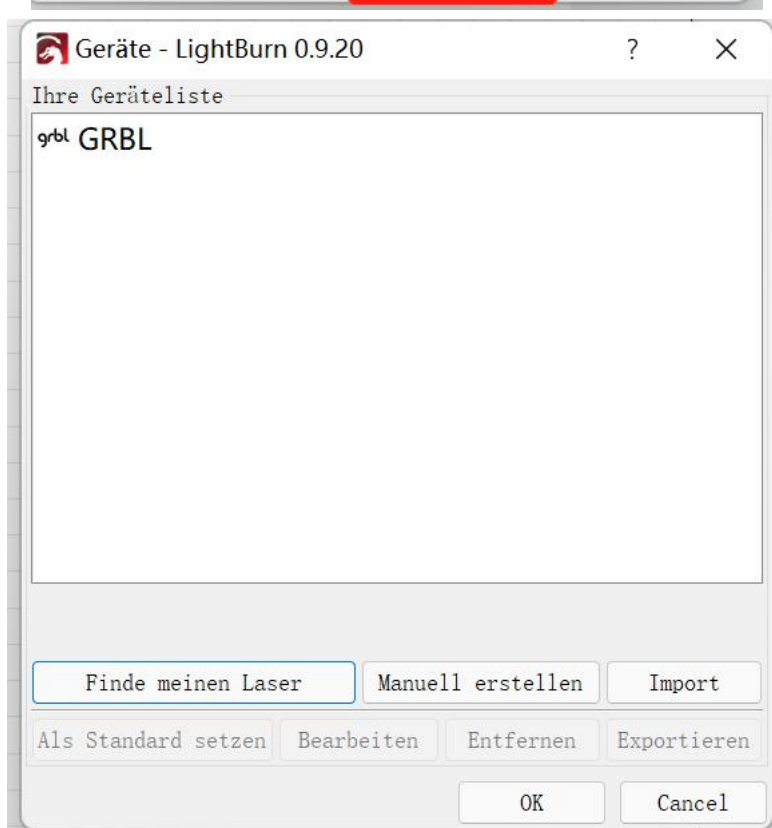 Geräte - LightBurn 0.9.20 ?
Ihre Geräteliste
grbl GRBL
Finde meinen Laser Manuell erstellen Import
Als Standard setzen Bearbeiten Entfernen Exportieren
OK Cancel